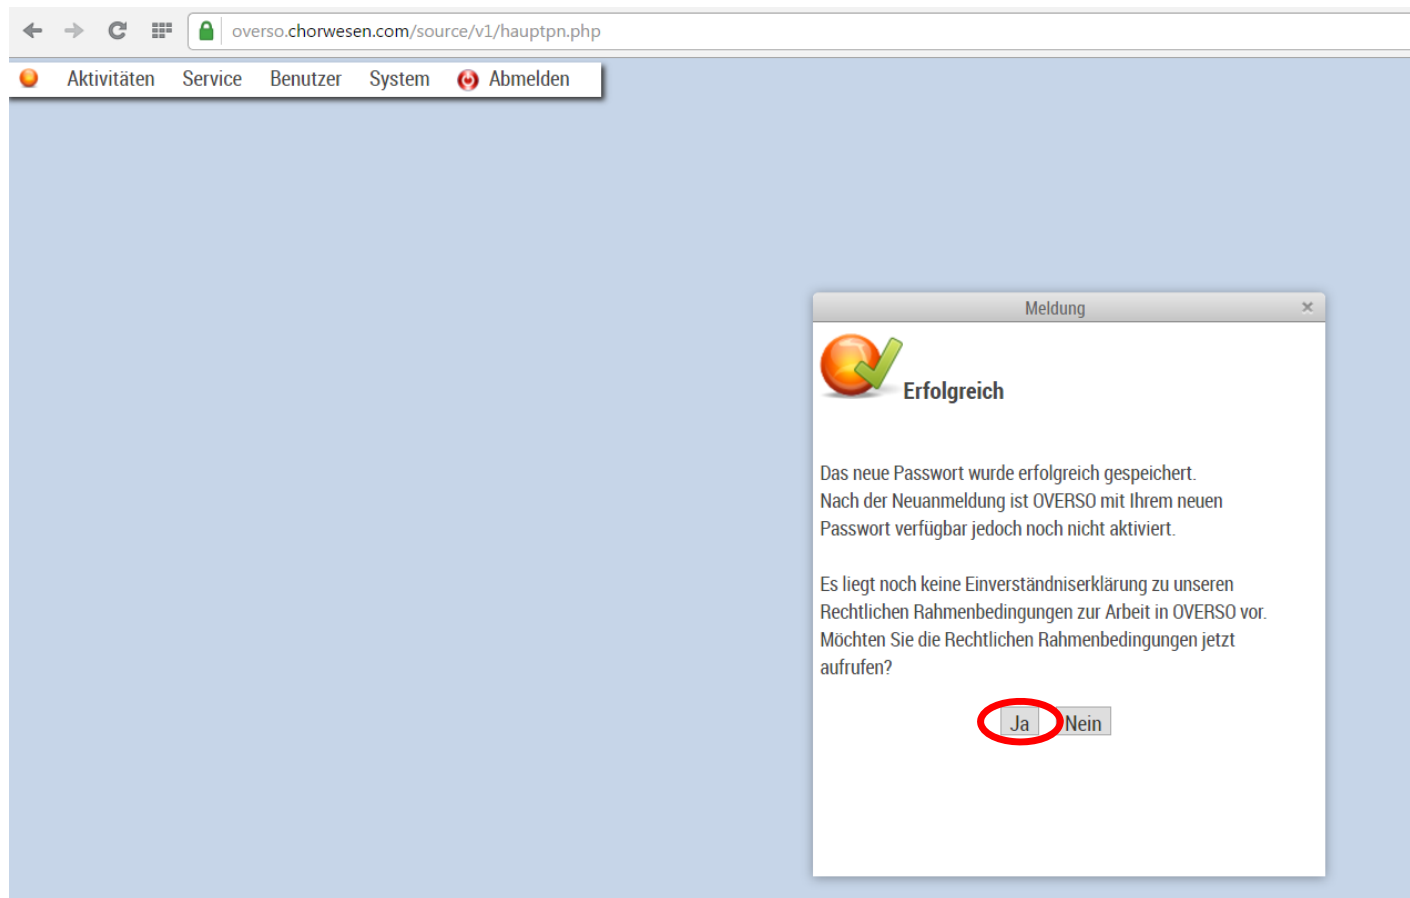 overso.chorwesen.com/source/v1/hauptpn.php
Aktivitäten Service Benutzer System Abmelden
Meldung
Erfolgreich
Das neue Passwort wurde erfolgreich gespeichert.
Nach der Neuanmeldung ist OVERSO mit Ihrem neuen
Passwort verfügbar jedoch noch nicht aktiviert.
Es liegt noch keine Einverständniserklärung zu unseren
Rechtlichen Rahmenbedingungen zur Arbeit in OVERSO vor.
Möchten Sie die Rechtlichen Rahmenbedingungen jetzt
aufrufen?
Ja Nein